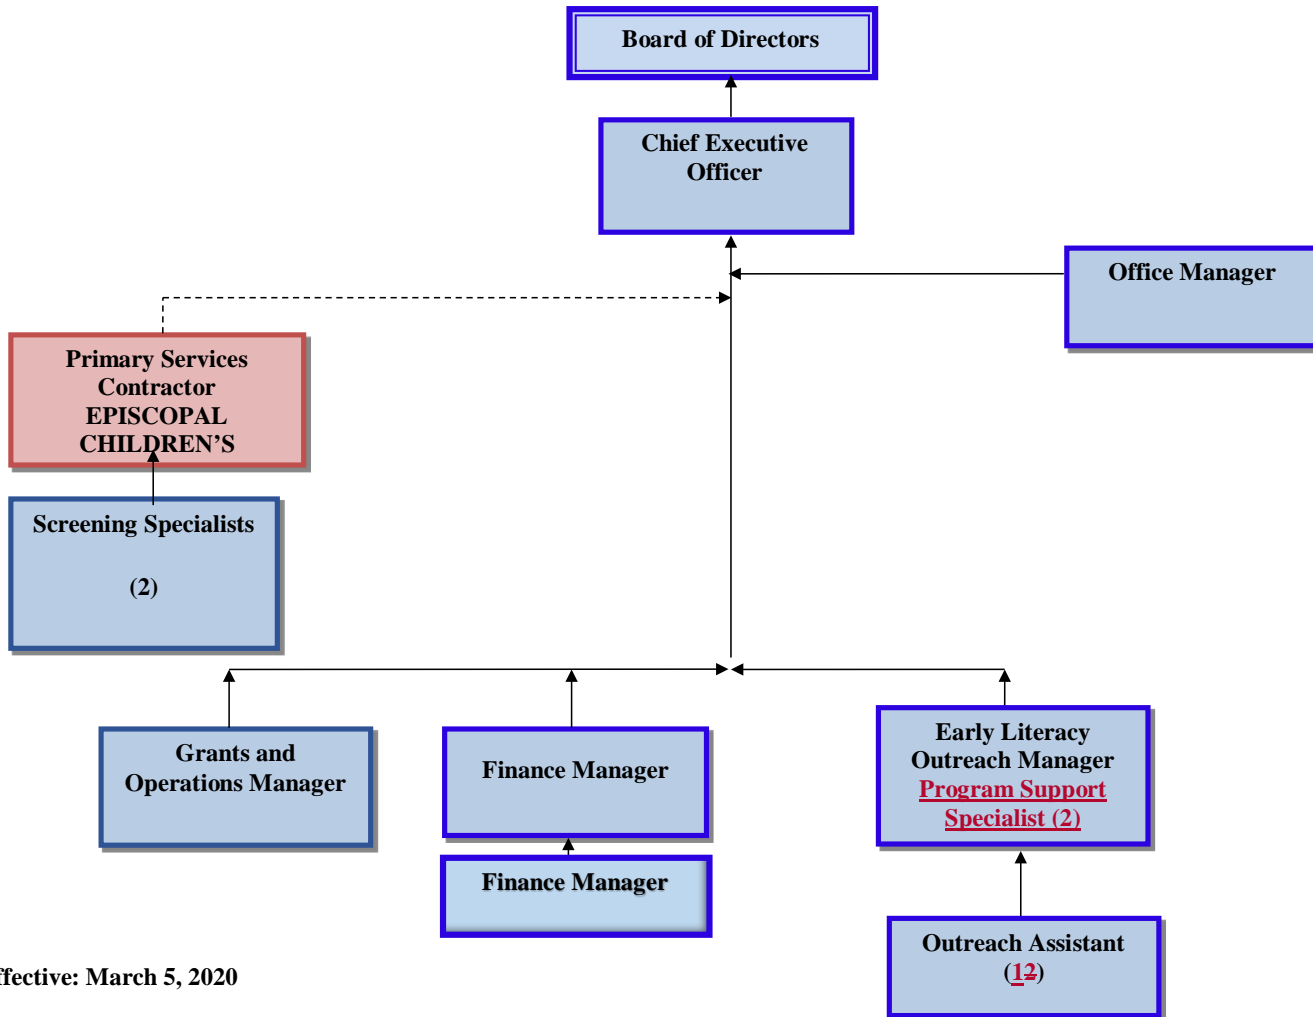 Board of Directors
Chief Executive
Officer
Office Manager
Primary Services
Contractor
EPISCOPAL
CHILDREN'S
Screening Specialists
(2)
Grants and
Operations Manager
Finance Manager
Early Literacy
Outreach Manager
Program Support
Specialist (2)
Finance Manager
Outreach Assistant
(12)
ffective: March 5, 2020